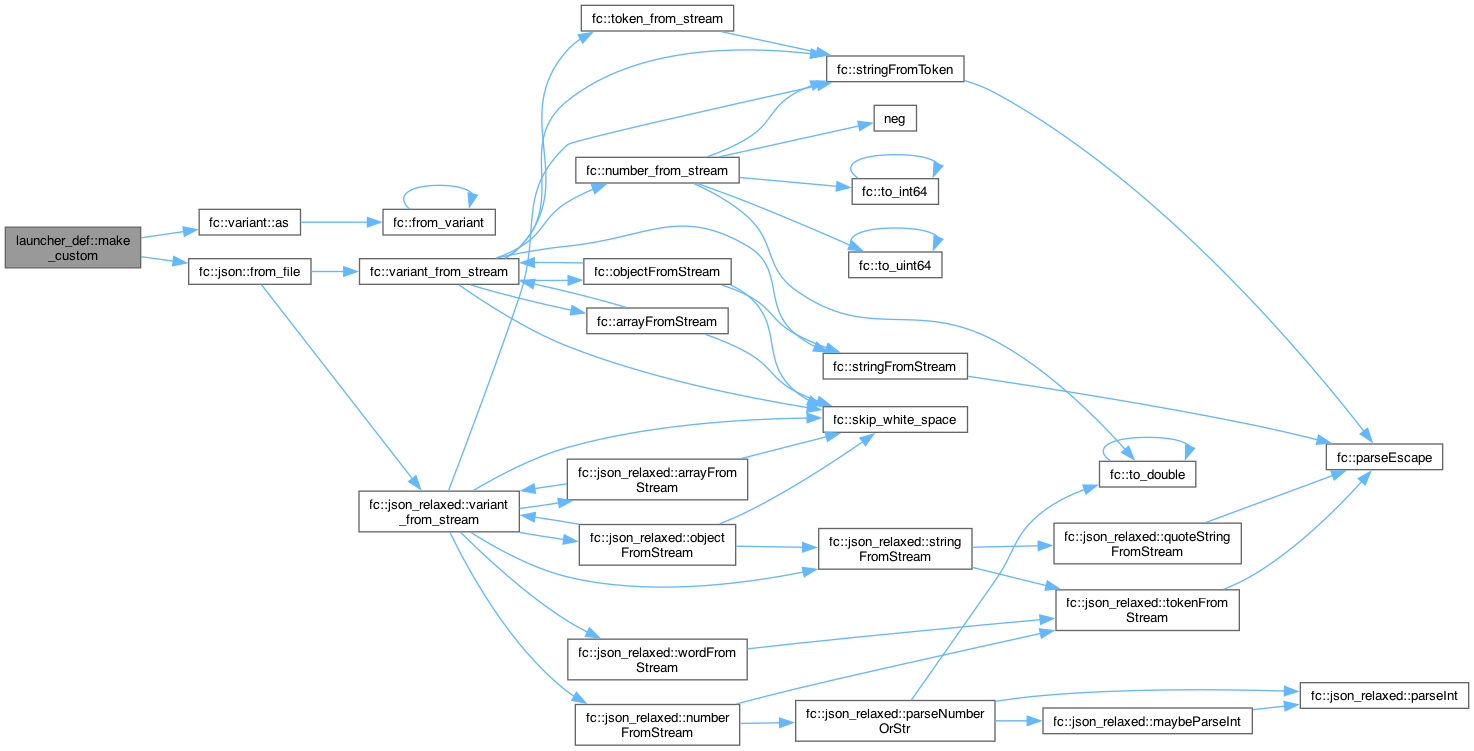 launcher_def::make
_custom
fc::variant::as
fc::from_variant
fc::json::from_file
fc::variant_from_stream
fc::token_from_stream
fc::stringFromToken
fc::number_from_stream
neg
fc::to_int64
fc::to_uint64
fc::objectFromStream
fc::arrayFromStream
fc::stringFromStream
fc::skip_white_space
fc::to_double
fc::parseEscape
fc::json_relaxed::variant
_from_stream
fc::json_relaxed::arrayFrom
Stream
fc::json_relaxed::object
FromStream
fc::json_relaxed::string
FromStream
fc::json_relaxed::quoteString
FromStream
fc::json_relaxed::tokenFrom
Stream
fc::json_relaxed::wordFrom
Stream
fc::json_relaxed::number
FromStream
fc::json_relaxed::parseNumber
OrStr
fc::json_relaxed::maybeParseInt
fc::json_relaxed::parseInt